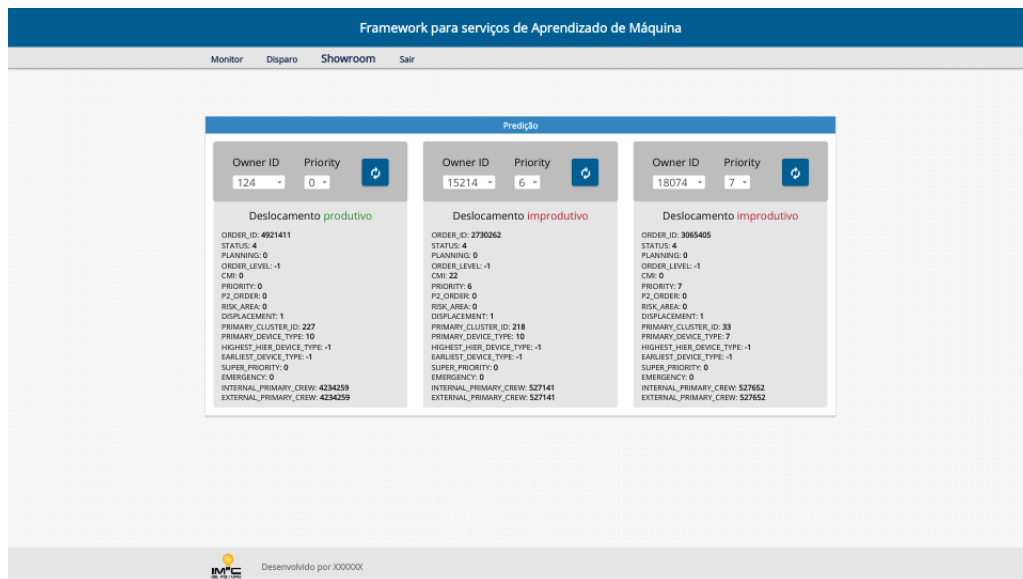 Framework para serviços de Aprendizado de Máquina
Monitor Disparo Showroom Sair
Predição
Owner ID Priority
124 0
Deslocamento produtivo
ORDER_ID: 4921411
STATUS: 4
PLANNING: 0
ORDER_LEVEL: -1
CMI: 0
PRIORITY: 0
P2_ORDER: 0
RISK_AREA: 0
DISPLACEMENT: 1
PRIMARY_CLUSTER_ID: 227
PRIMARY_DEVICE_TYPE: 10
HIGHEST_HIER_DEVICE_TYPE: -1
EARLIEST_DEVICE_TYPE: -1
SUPER_PRIORITY: 0
EMERGENCY: 0
INTERNAL_PRIMARY_CREW: 4234259
EXTERNAL_PRIMARY_CREW: 4234259
Owner ID Priority
15214 6
Deslocamento improdutivo
ORDER_ID: 2730262
STATUS: 4
PLANNING: 0
ORDER_LEVEL: -1
CMI: 22
PRIORITY: 6
P2_ORDER: 0
RISK_AREA: 0
DISPLACEMENT: 1
PRIMARY_CLUSTER_ID: 218
PRIMARY_DEVICE_TYPE: 10
HIGHEST_HIER_DEVICE_TYPE: -1
EARLIEST_DEVICE_TYPE: -1
SUPER_PRIORITY: 0
EMERGENCY: 0
INTERNAL_PRIMARY_CREW: 527141
EXTERNAL_PRIMARY_CREW: 527141
Owner ID Priority
18074 7
Deslocamento improdutivo
ORDER_ID: 3065405
STATUS: 4
PLANNING: 0
ORDER_LEVEL: -1
CMI: 0
PRIORITY: 7
P2_ORDER: 0
RISK_AREA: 0
DISPLACEMENT: 1
PRIMARY_CLUSTER_ID: 33
PRIMARY_DEVICE_TYPE: 7
HIGHEST_HIER_DEVICE_TYPE: -1
EARLIEST_DEVICE_TYPE: -1
SUPER_PRIORITY: 0
EMERGENCY: 0
INTERNAL_PRIMARY_CREW: 527652
EXTERNAL_PRIMARY_CREW: 527652
Desenvolvido por XXXXXX